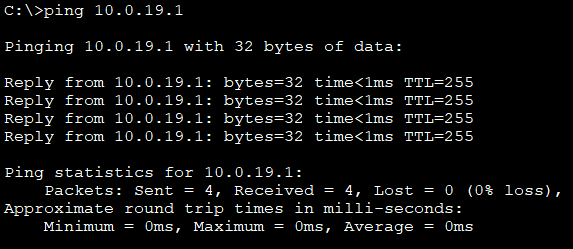 C:\>ping 10.0.19.1
Pinging 10.0.19.1 with 32 bytes of data:
Reply from 10.0.19.1: bytes=32 time<1ms TTL=255
Reply from 10.0.19.1: bytes=32 time<1ms TTL=255
Reply from 10.0.19.1: bytes=32 time<1ms TTL=255
Reply from 10.0.19.1: bytes=32 time<1ms TTL=255
Ping statistics for 10.0.19.1:
    Packets: Sent = 4, Received = 4, Lost = 0 (0% loss),
Approximate round trip times in milli-seconds:
    Minimum = 0ms, Maximum = 0ms, Average = 0ms